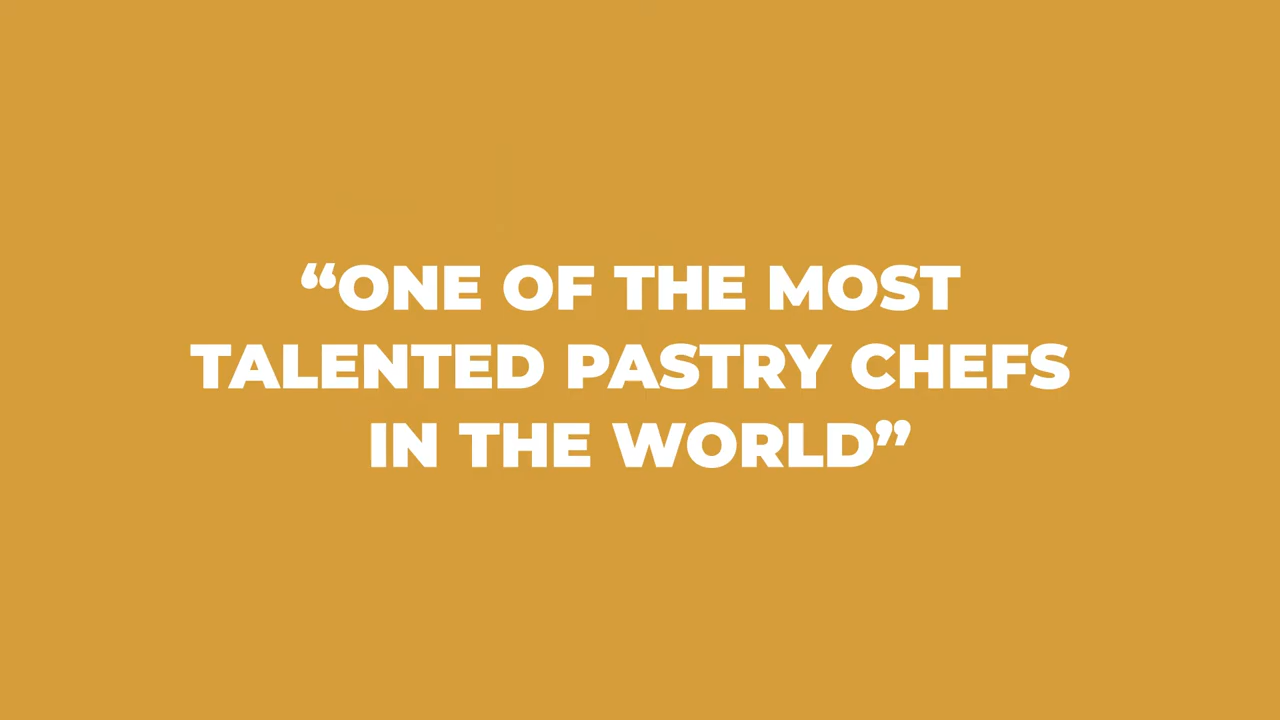 “ONE OF THE MOST
TALENTED PASTRY CHEFS
IN THE WORLD”